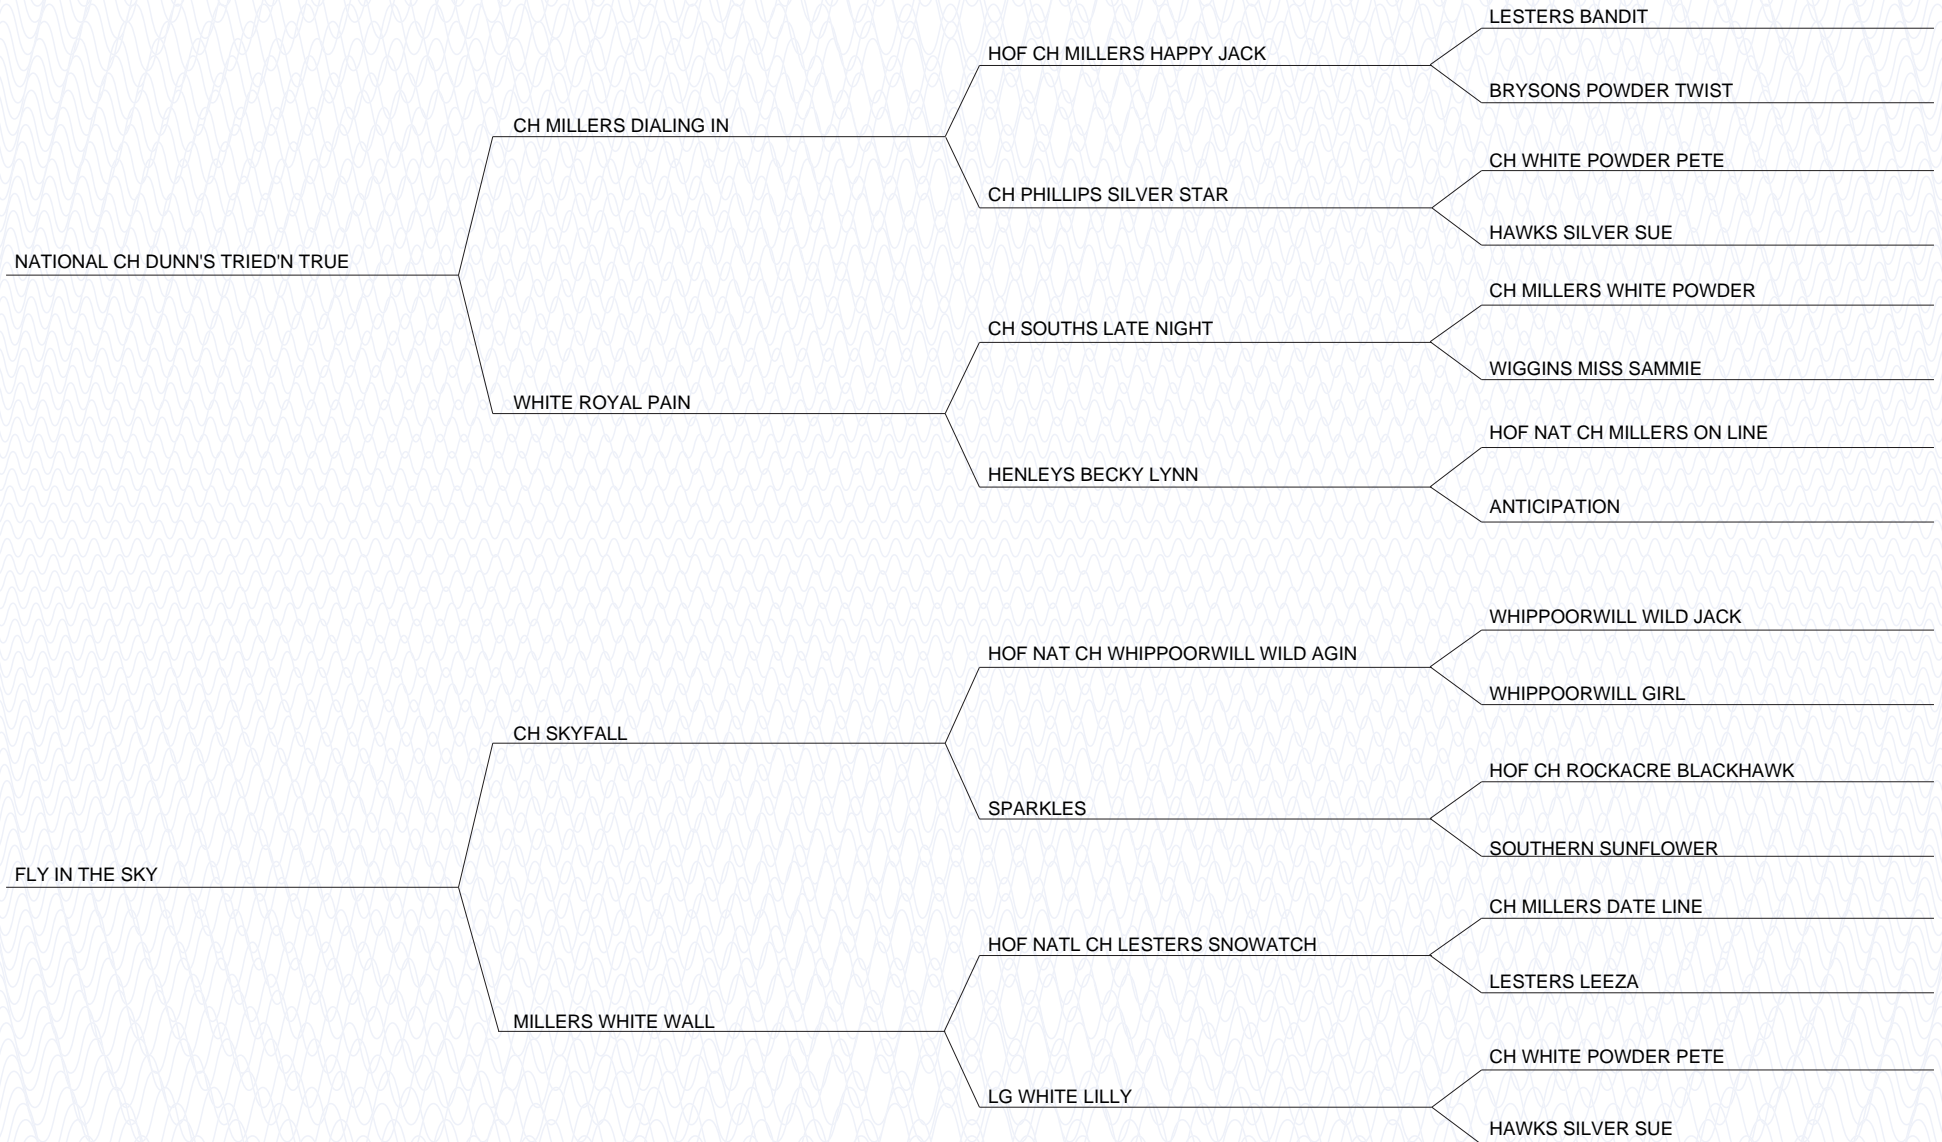 LESTERS BANDIT
HOF CH MILLERS HAPPY JACK
BRYSONS POWDER TWIST
CH MILLERS DIALING IN
CH WHITE POWDER PETE
CH PHILLIPS SILVER STAR
HAWKS SILVER SUE
NATIONAL CH DUNN'S TRIED'N TRUE
CH MILLERS WHITE POWDER
CH SOUTHS LATE NIGHT
WIGGINS MISS SAMMIE
WHITE ROYAL PAIN
HOF NAT CH MILLERS ON LINE
HENLEYS BECKY LYNN
ANTICIPATION
WHIPPOORWILL WILD JACK
HOF NAT CH WHIPPOORWILL WILD AGIN
WHIPPOORWILL GIRL
CH SKYFALL
HOF CH ROCKACRE BLACKHAWK
SPARKLES
SOUTHERN SUNFLOWER
FLY IN THE SKY
CH MILLERS DATE LINE
HOF NATL CH LESTERS SNOWATCH
LESTERS LEEZA
MILLERS WHITE WALL
CH WHITE POWDER PETE
LG WHITE LILLY
HAWKS SILVER SUE